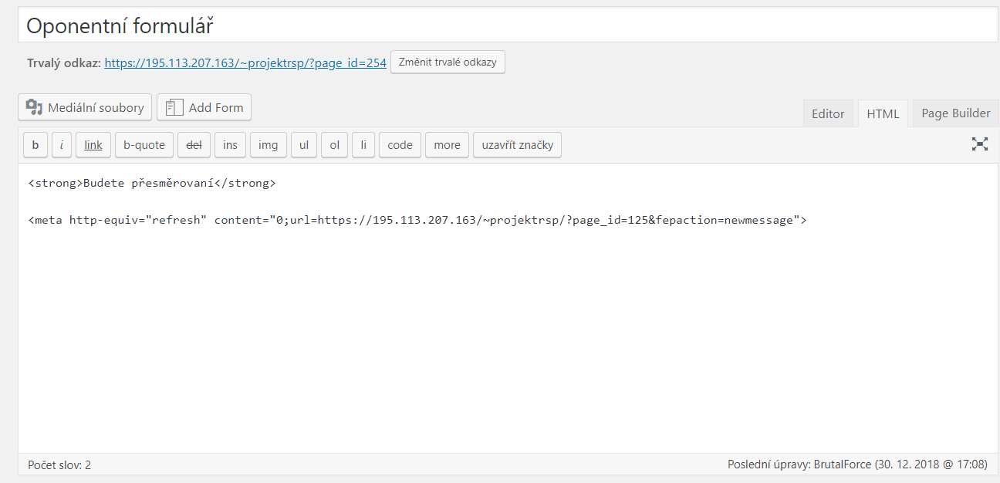 Oponentní formulář
Trvalý odkaz: https://195.113.207.163/~projektrsp/?page_id=254 Změnit trvalé odkazy
Mediální soubory Add Form
Editor HTML Page Builder
b i link b-quote del ins img ul ol li code more uzavřít značky
<strong>Budete přesměrovaní</strong>
<meta http-equiv="refresh" content="0;url=https://195.113.207.163/~projektrsp/?page_id=125&fepaction=newmessage">
Počet slov: 2
Poslední úpravy: BrutalForce (30. 12. 2018 @ 17:08)